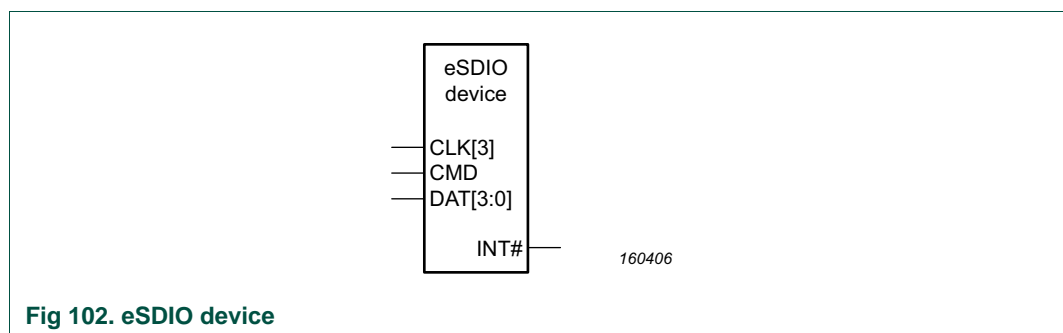 eSDIO
device
CLK[3]
CMD
DAT[3:0]
INT#
160406
Fig 102. eSDIO device